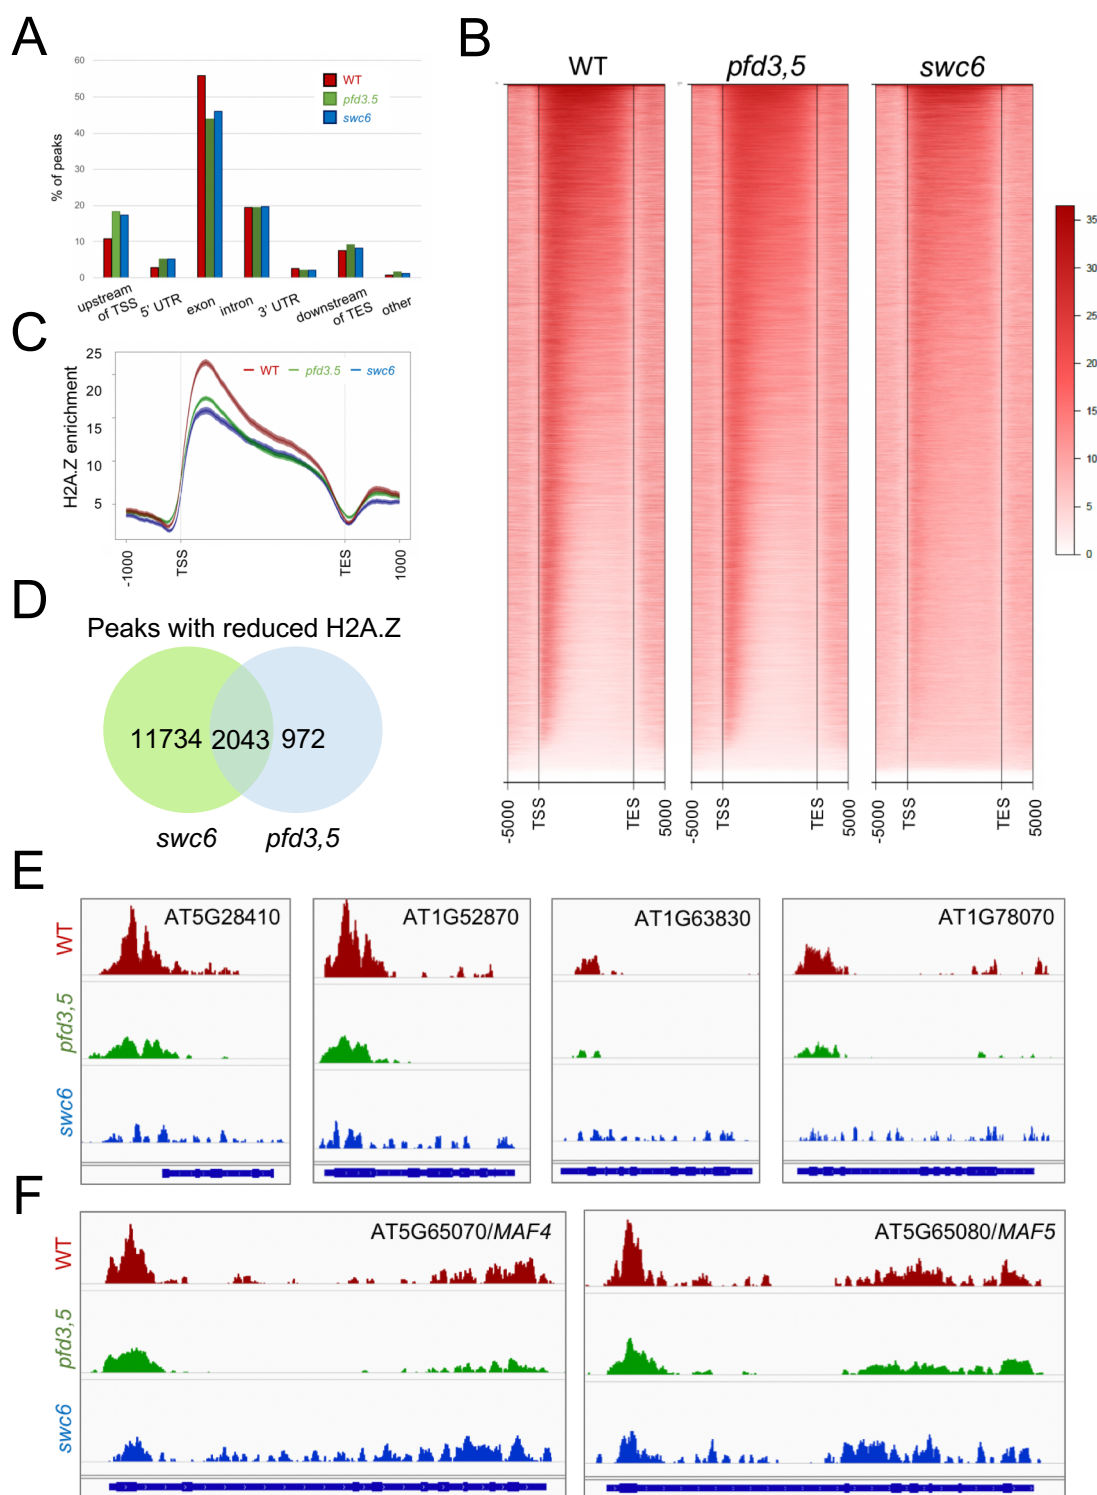 A
60
50
40
30
20
10
0
% of peaks
WT
pfd3.5
swc6
upstream
of TSS
5' UTR
exon
intron
3' UTR
downstream
of TES
other
B
WT
pfd3,5
swc6
35
30
25
20
15
10
5
0
-5000
TSS
TES
5000
-5000
TSS
TES
5000
-5000
TSS
TES
5000
C
25
20
15
10
5
H2A.Z enrichment
WT
pfd3.5
swc6
-1000
TSS
TES
1000
D
Peaks with reduced H2A.Z
11734 2043 972
swc6
pfd3,5
E
WT
pfd3,5
swc6
AT5G28410
AT1G52870
AT1G63830
AT1G78070
F
WT
pfd3,5
swc6
AT5G65070/MAF4
AT5G65080/MAF5